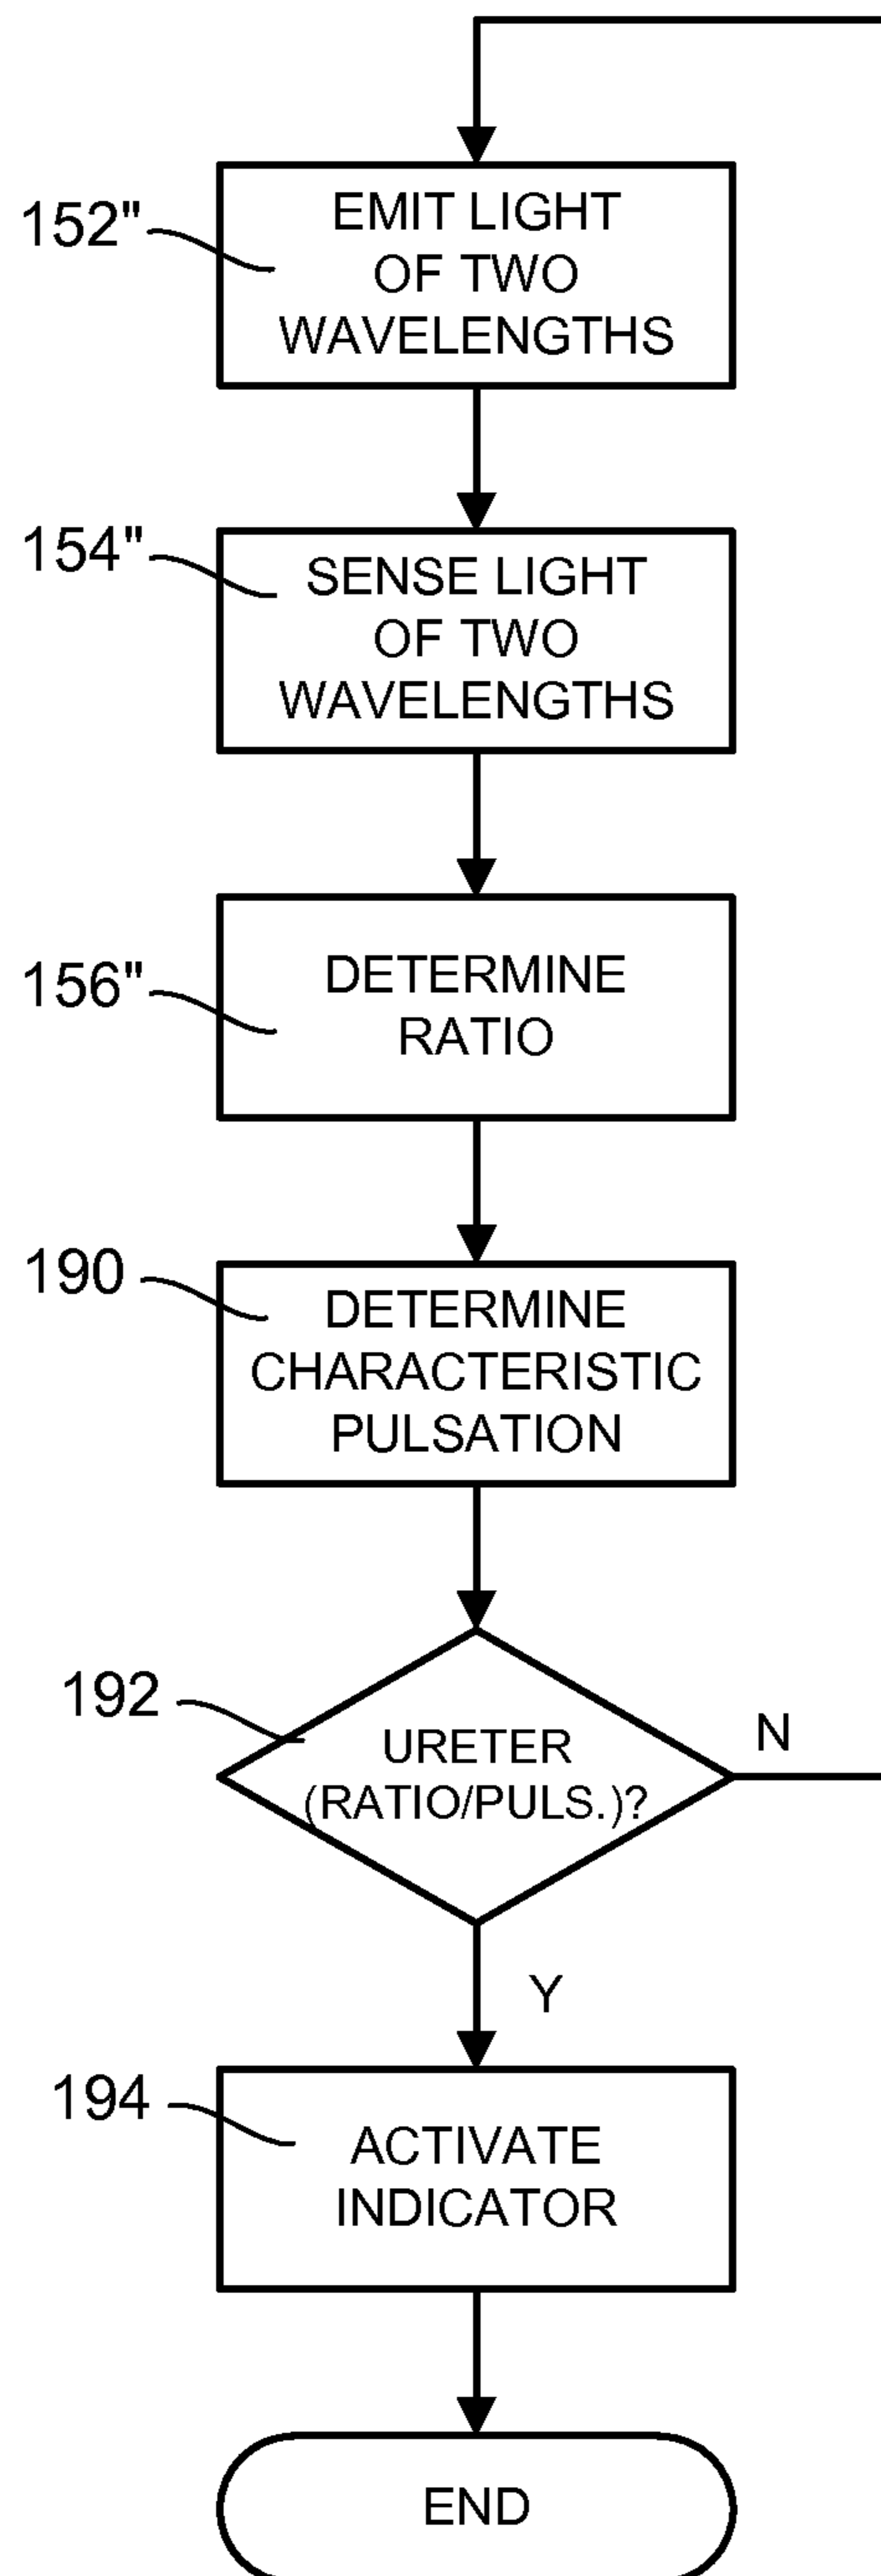 152"
EMIT LIGHT
OF TWO
WAVELENGTHS
154"
SENSE LIGHT
OF TWO
WAVELENGTHS
156"
DETERMINE
RATIO
190
DETERMINE
CHARACTERISTIC
PULSATION
192
URETER
(RATIO/PULS.)?
N
Y
194
ACTIVATE
INDICATOR
END